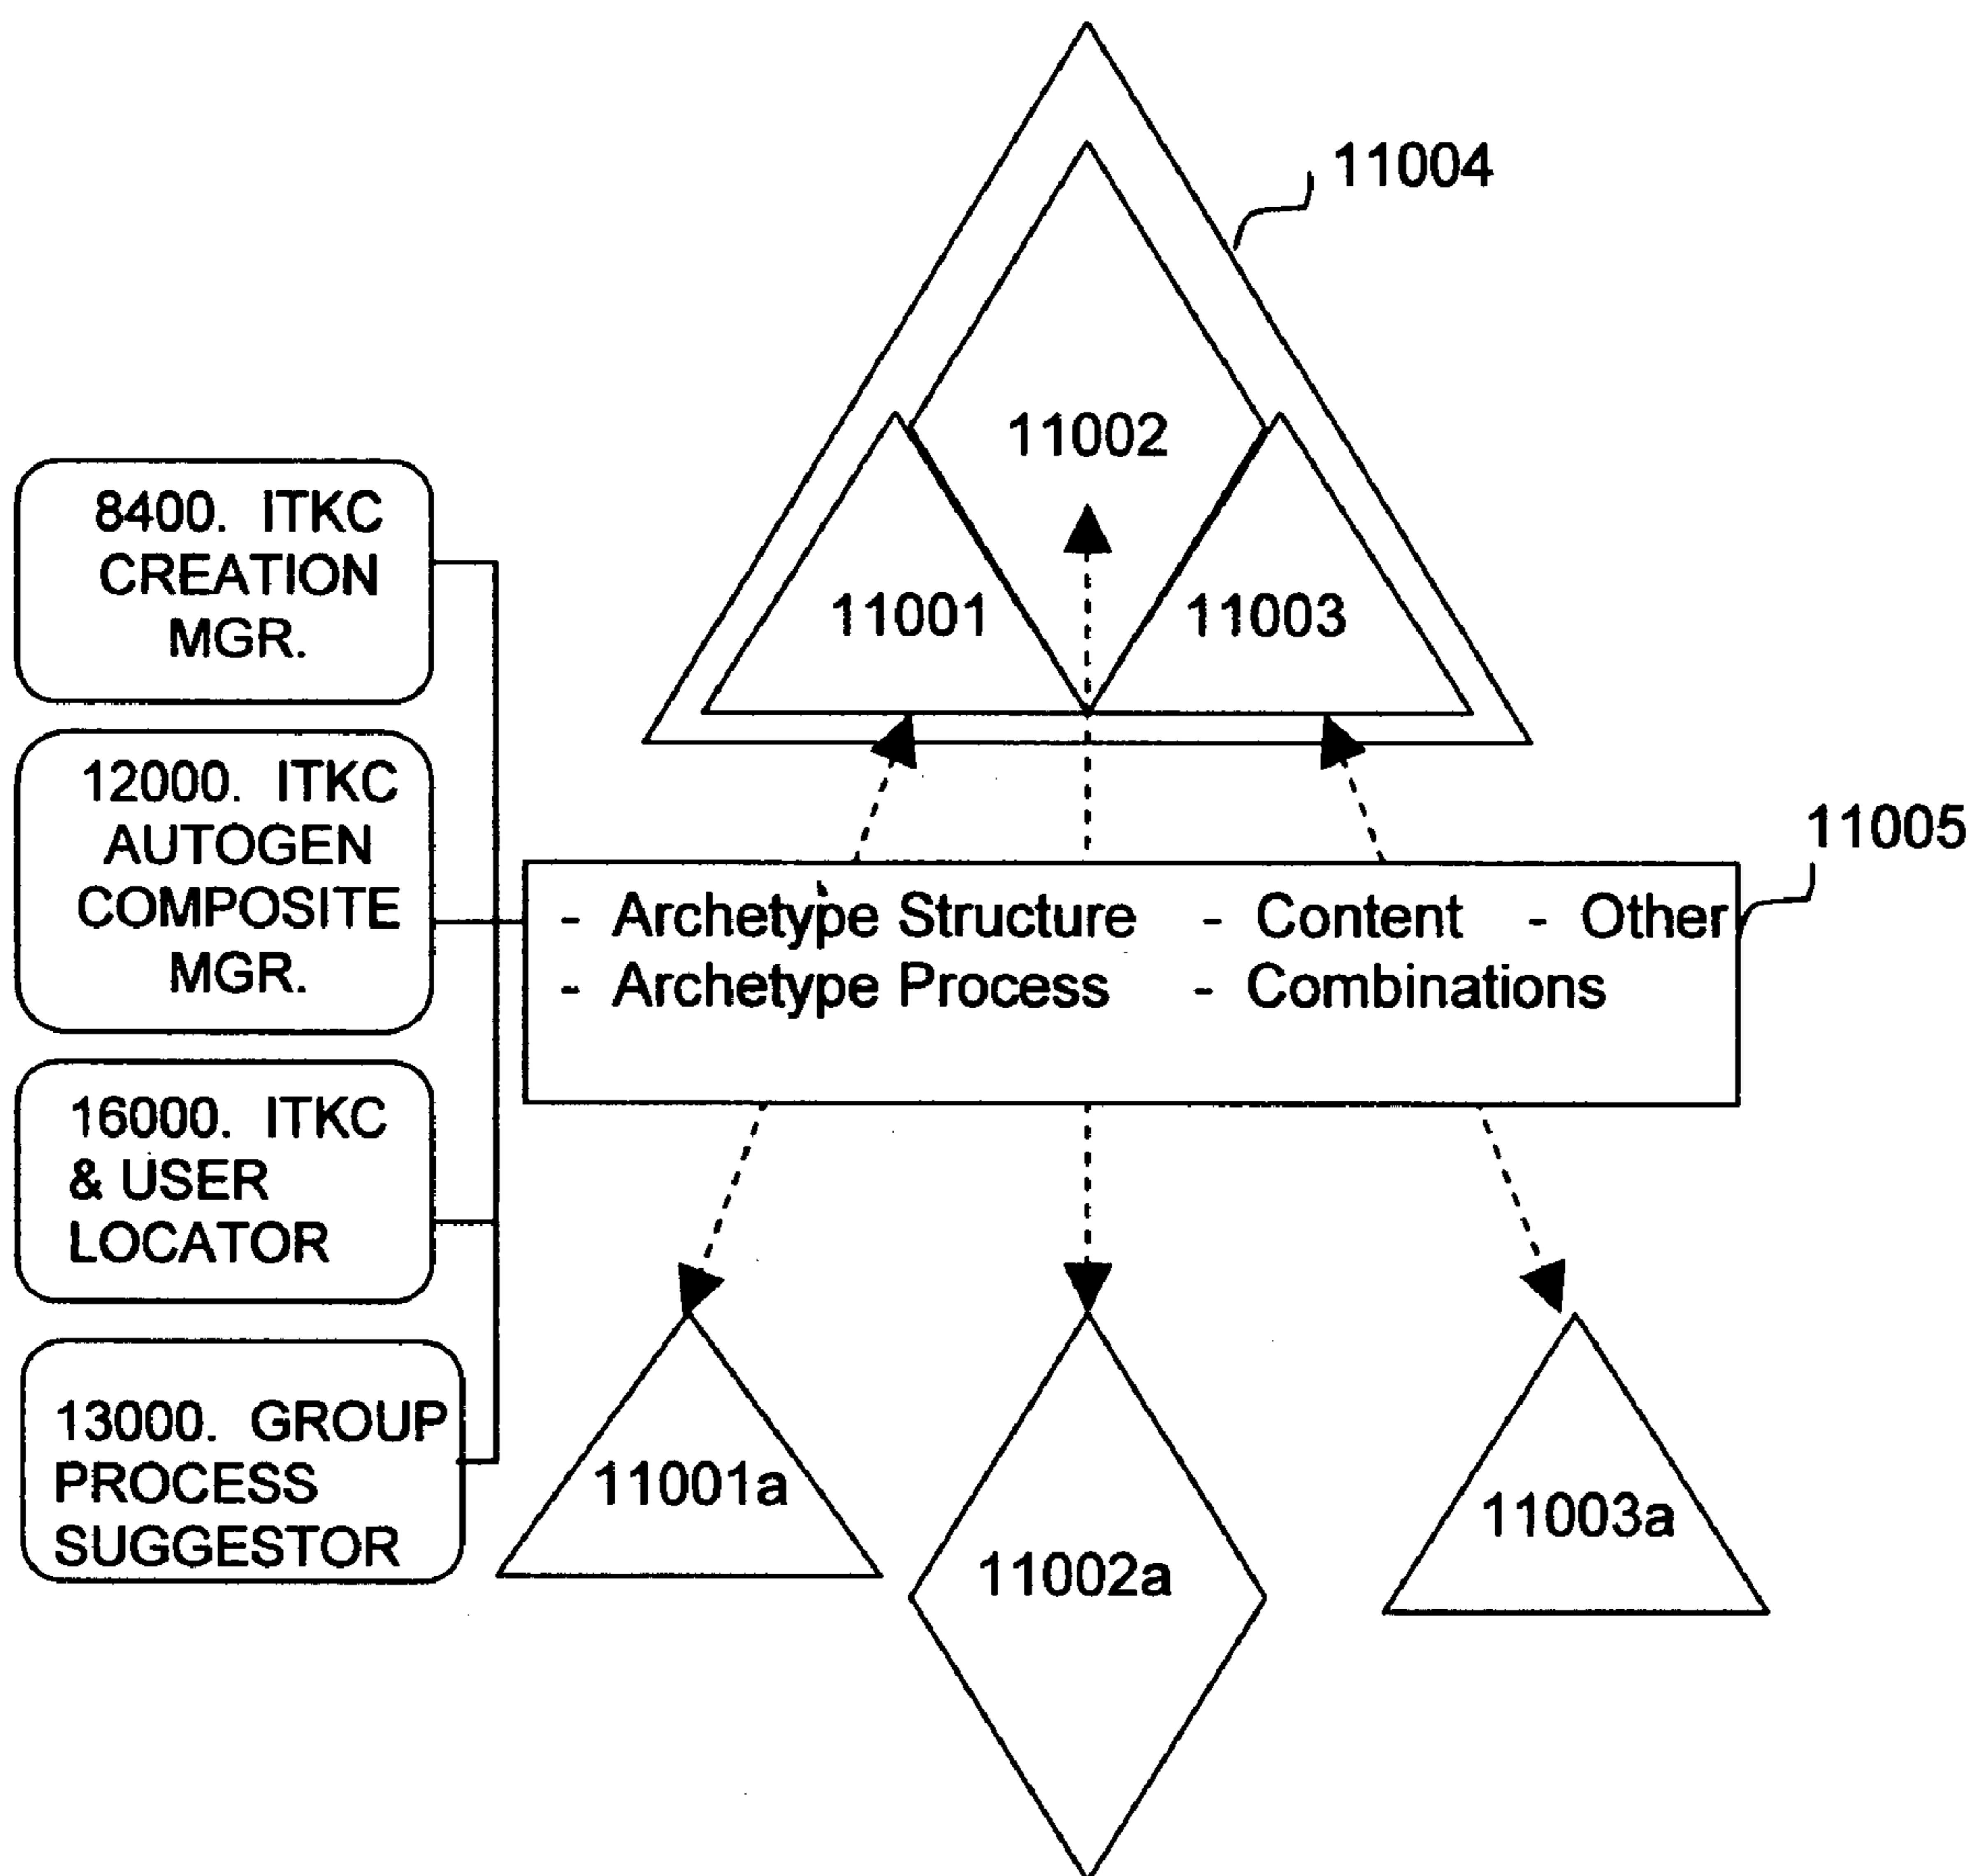 11004
11002
11001
11003
8400. ITKC
CREATION
MGR.
12000. ITKC
AUTOGEN
COMPOSITE
MGR.
16000. ITKC
& USER
LOCATOR
13000. GROUP
PROCESS
SUGGESTOR
11005
- Archetype Structure - Content - Other
- Archetype Process - Combinations
11001a
11002a
11003a